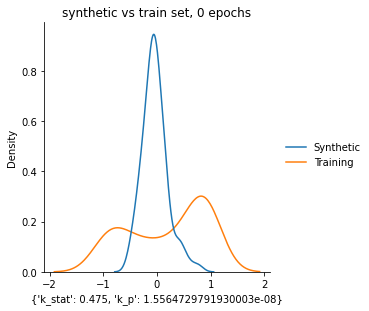 synthetic vs train set, 0 epochs
Density
0.8
0.6
0.4
0.2
0.0
−2 −1 0 1 2
{'k_stat': 0.475, 'k_p': 1.5564729791930003e-08}
Synthetic
Training